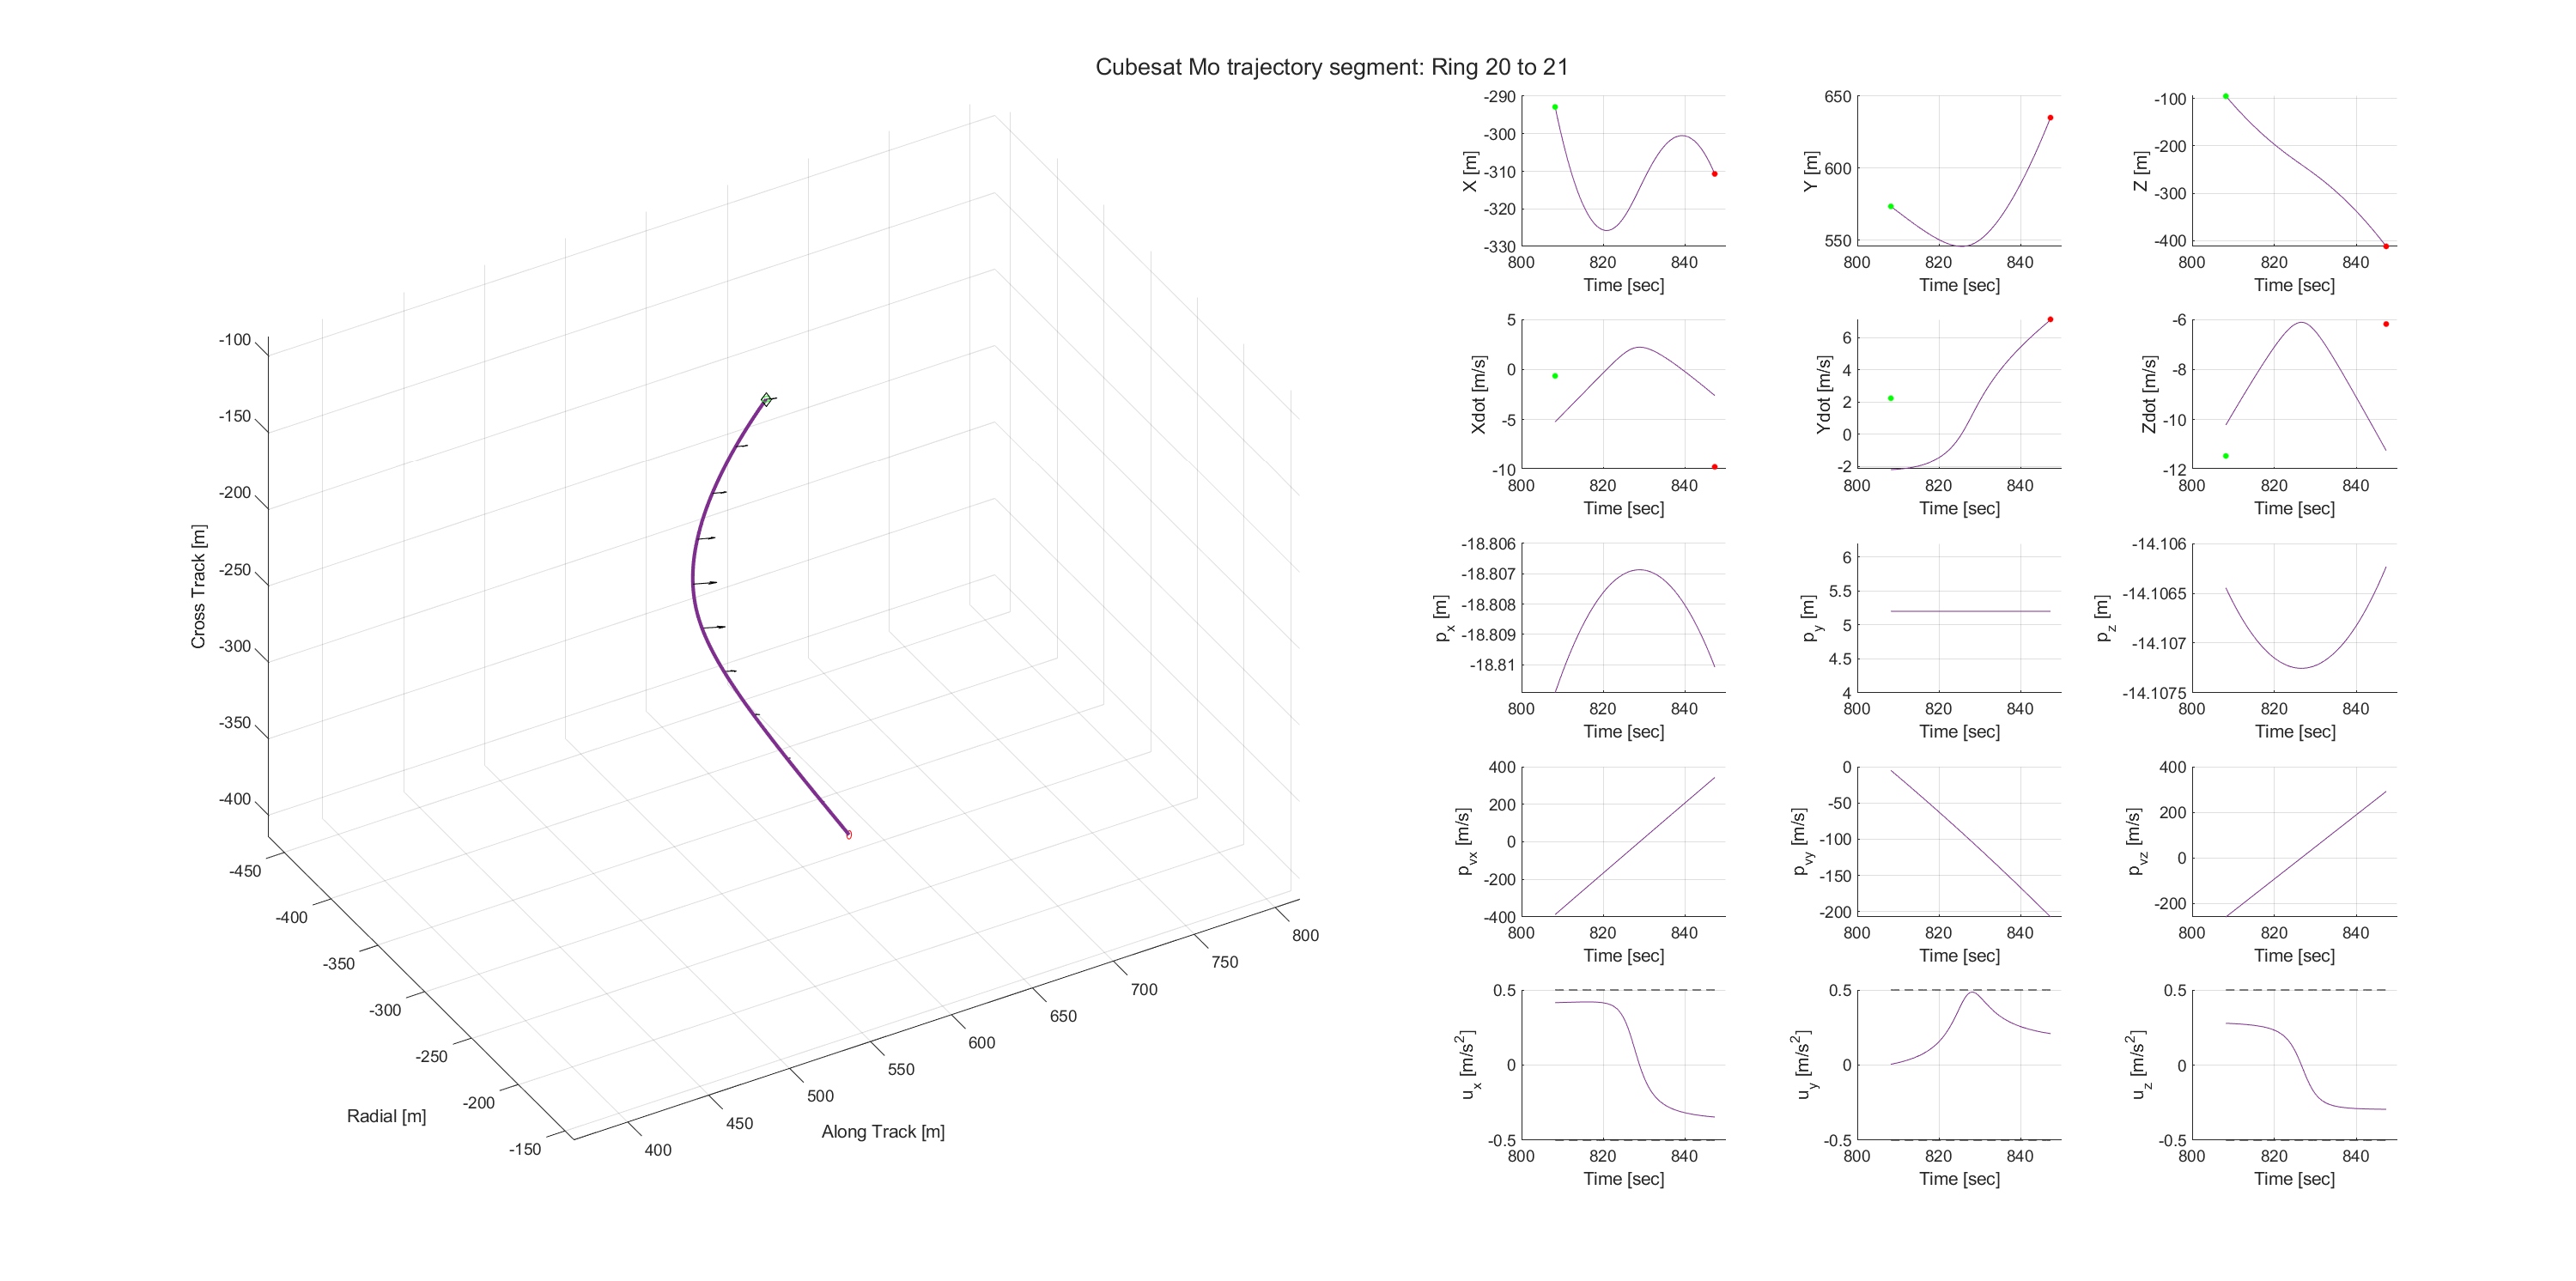 Cubesat Mo trajectory segment: Ring 20 to 21
-100
-150
-200
-250
-300
-350
-400
Cross Track [m]
-450
-400
-350
-300
-250
-200
-150
Radial [m]
400
450
500
550
600
650
700
750
800
Along Track [m]
-290
-300
-310
-320
-330
X [m]
800 820 840
Time [sec]
650
600
550
Y [m]
800 820 840
Time [sec]
-100
-200
-300
-400
Z [m]
800 820 840
Time [sec]
5
0
-5
-10
Xdot [m/s]
800 820 840
Time [sec]
6
4
2
0
-2
Ydot [m/s]
800 820 840
Time [sec]
-6
-8
-10
-12
Zdot [m/s]
800 820 840
Time [sec]
-18.806
-18.807
-18.808
-18.809
-18.81
p_x [m]
800 820 840
Time [sec]
6
5.5
5
4.5
4
p_y [m]
800 820 840
Time [sec]
-14.106
-14.1065
-14.107
-14.1075
p_z [m]
800 820 840
Time [sec]
400
200
0
-200
-400
p_vx [m/s]
800 820 840
Time [sec]
0
-50
-100
-150
-200
p_vy [m/s]
800 820 840
Time [sec]
400
200
0
-200
p_vz [m/s]
800 820 840
Time [sec]
0.5
0
-0.5
u_x [m/s²]
800 820 840
Time [sec]
0.5
0
-0.5
u_y [m/s²]
800 820 840
Time [sec]
0.5
0
-0.5
u_z [m/s²]
800 820 840
Time [sec]